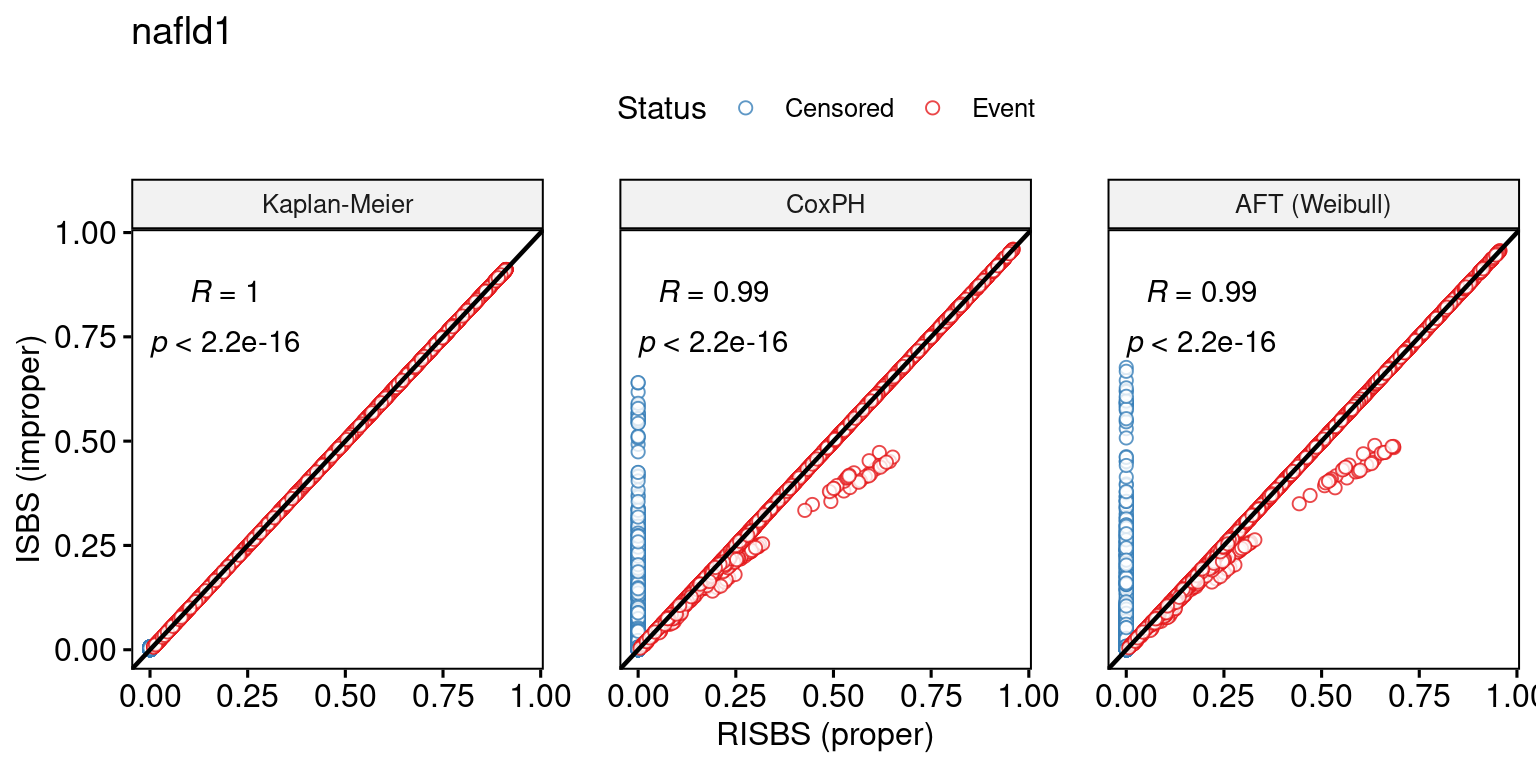 nafld1
Status Censored Event
Kaplan-Meier CoxPH AFT (Weibull)
ISBS (improper)
1.00
0.75
0.50
0.25
0.00
R = 1
p < 2.2e-16
R = 0.99
p < 2.2e-16
R = 0.99
p < 2.2e-16
0.00 0.25 0.50 0.75 1.00 0.00 0.25 0.50 0.75 1.00 0.00 0.25 0.50 0.75 1.00
RISBS (proper)